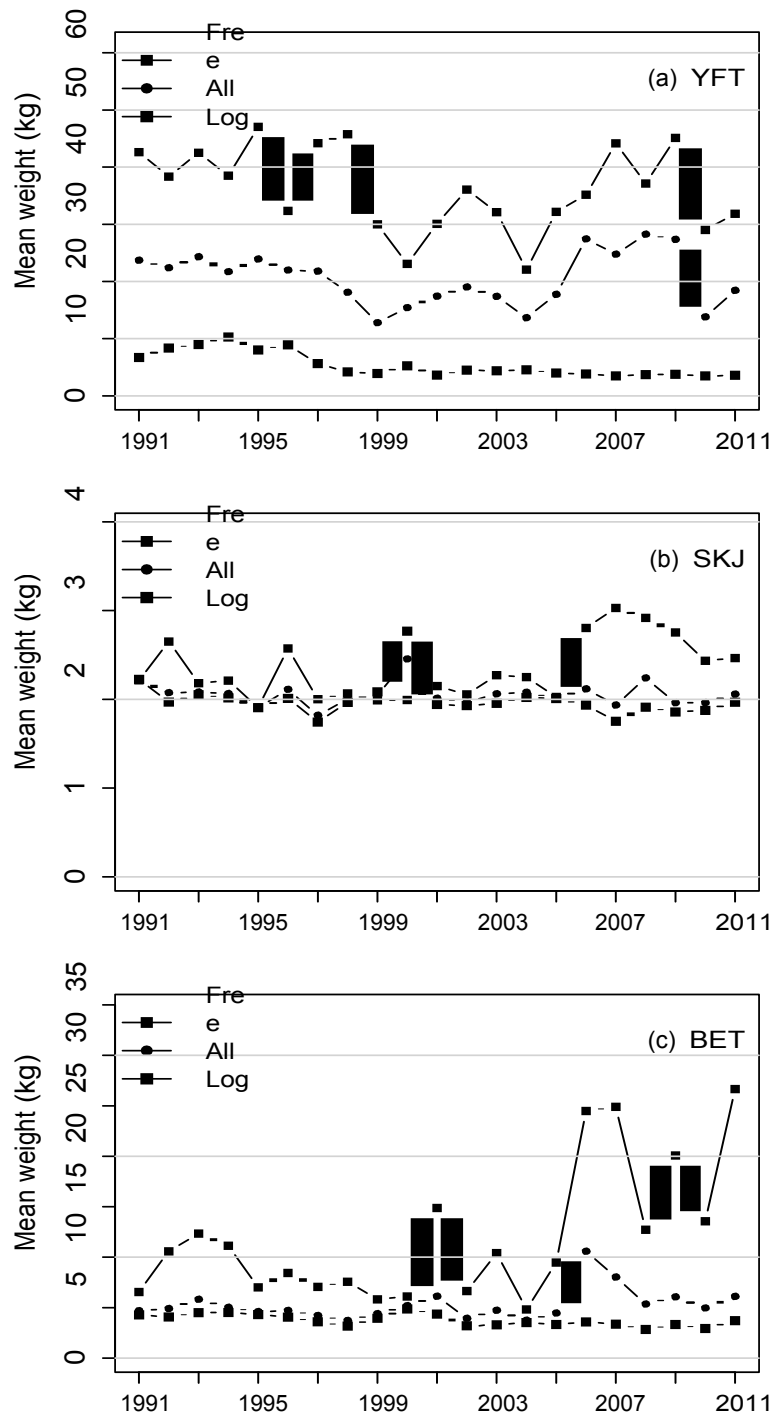 Fre
e
All
Log
(a) YFT
Mean weight (kg)
0 10 20 30 40 50 60
1991 1995 1999 2003 2007 2011
Fre
e
All
Log
(b) SKJ
Mean weight (kg)
0 1 2 3 4
1991 1995 1999 2003 2007 2011
Fre
e
All
Log
(c) BET
Mean weight (kg)
0 5 10 15 20 25 30 35
1991 1995 1999 2003 2007 2011